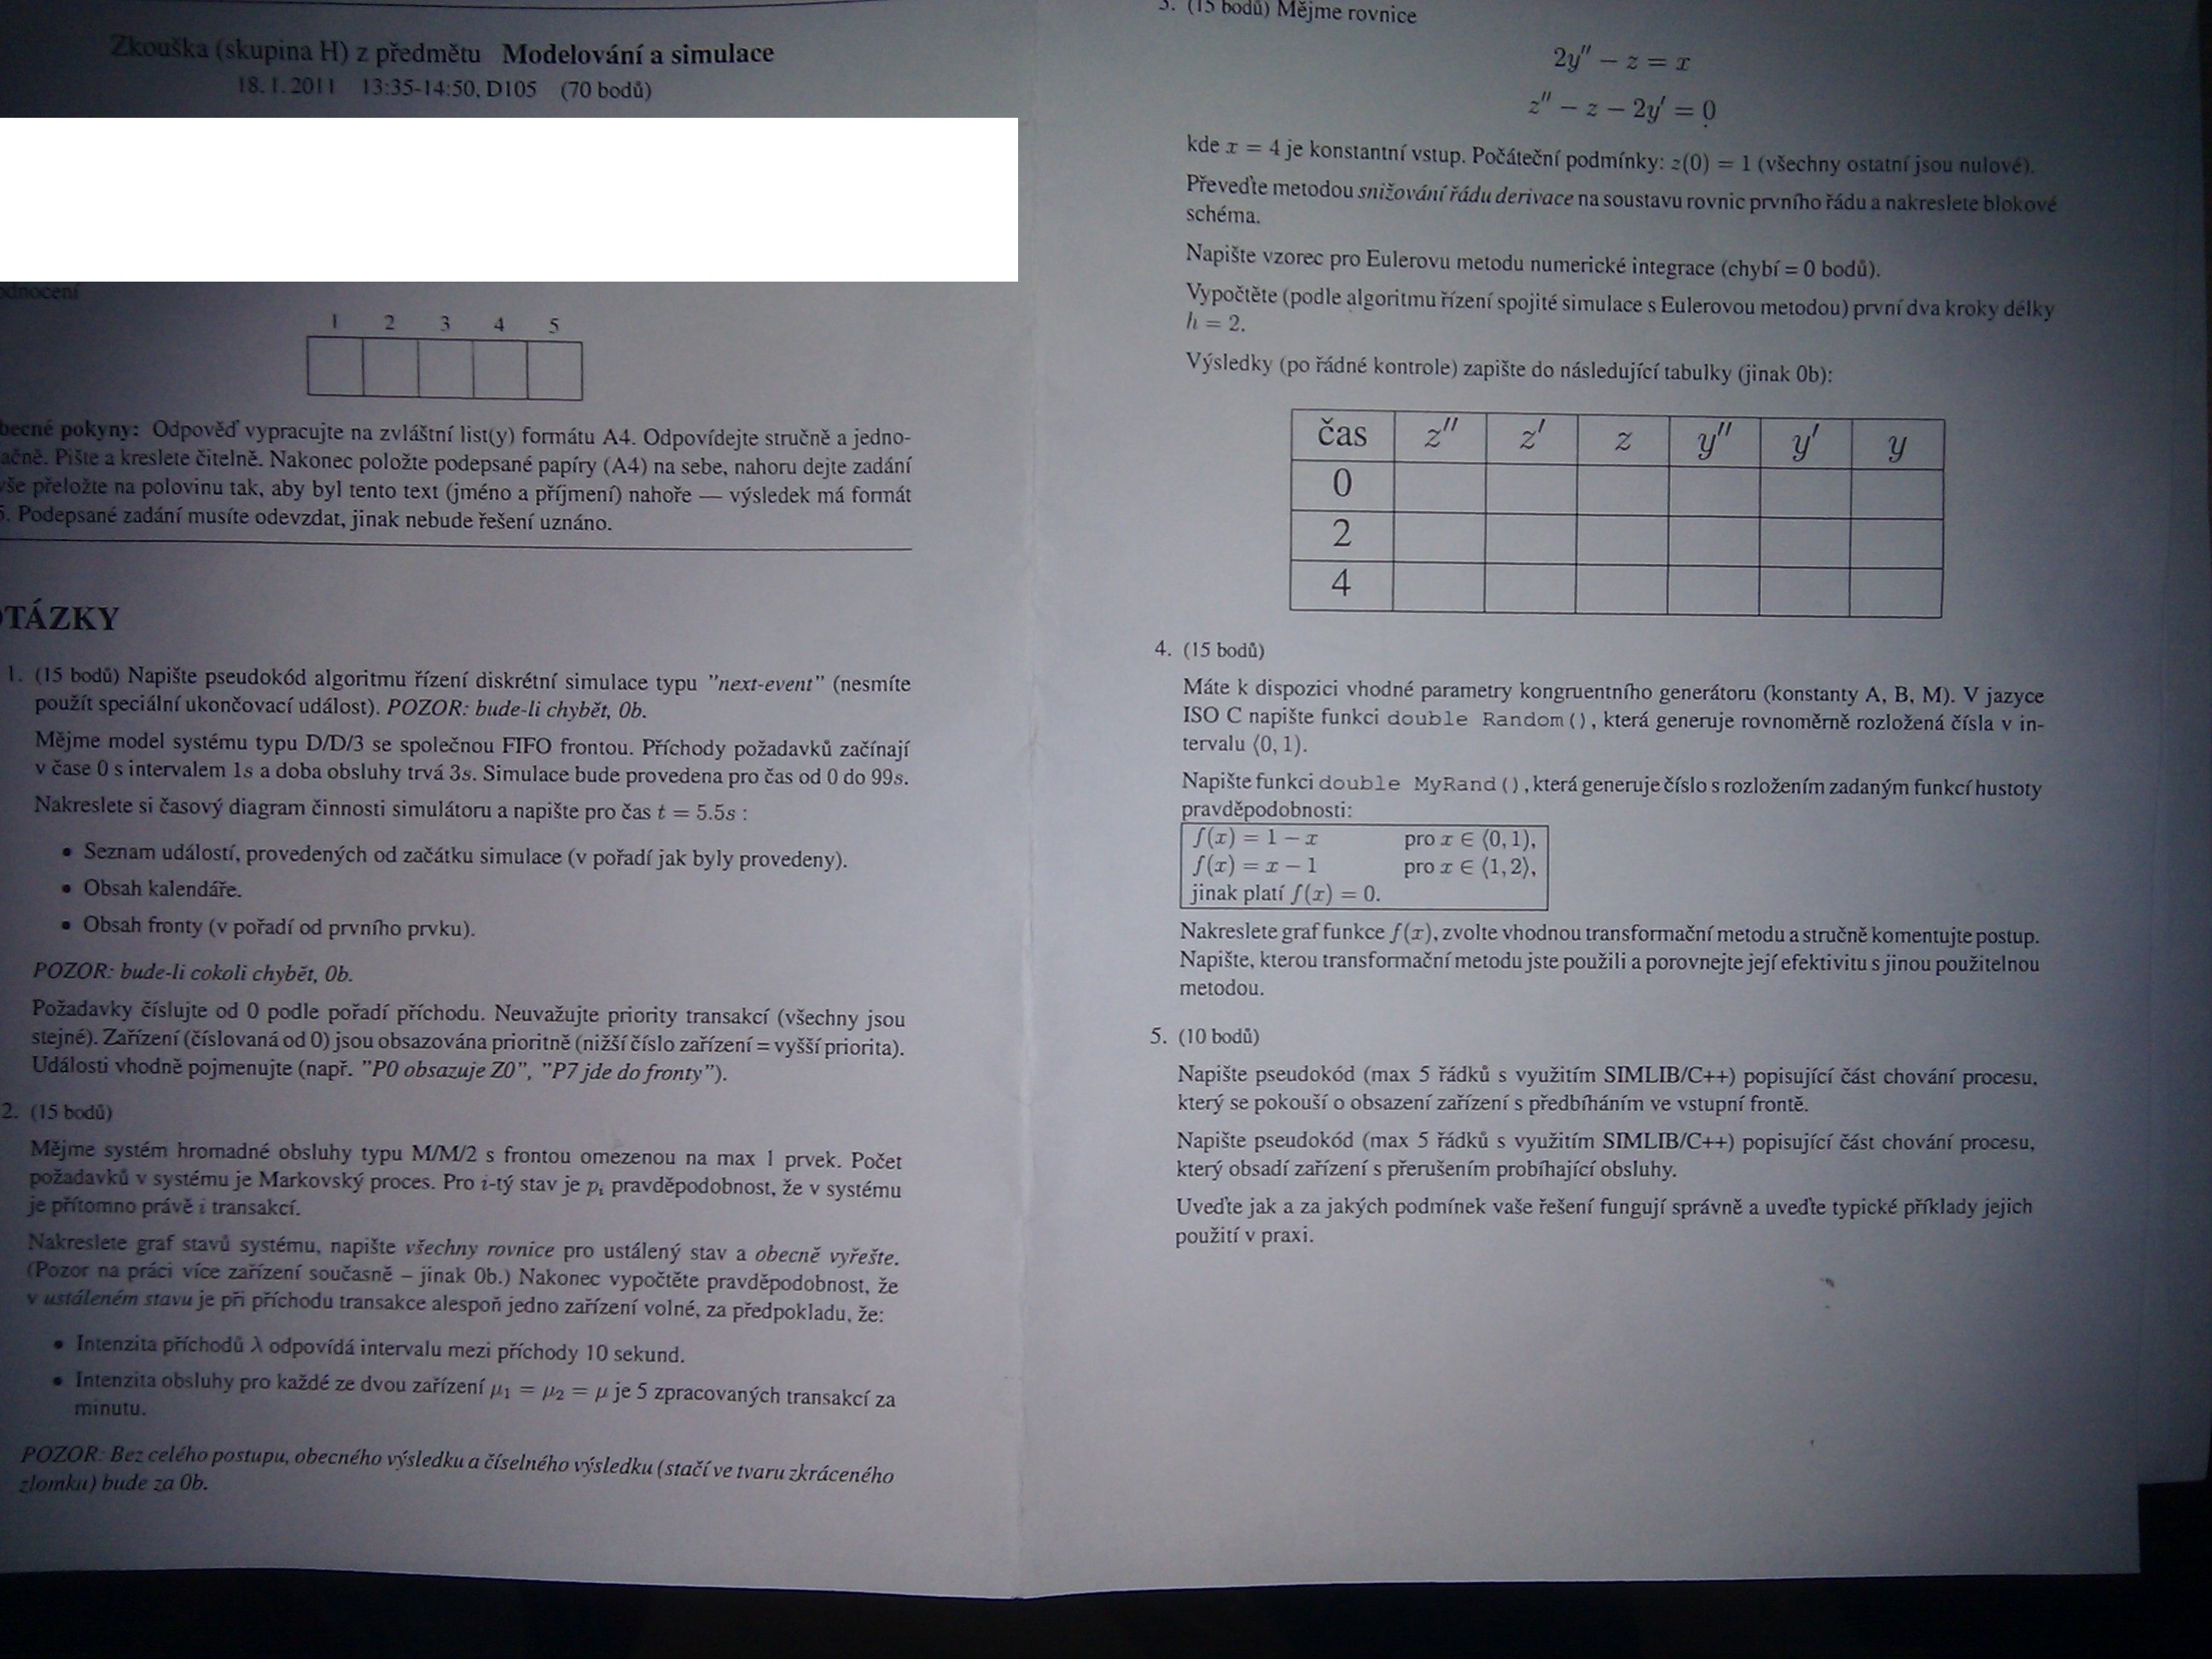 Zkouška (skupina H) z předmětu Modelování a simulace
18. 1. 2011 13:35-14:50, D105 (70 bodů)
odnocení
1 2 3 4 5
becné pokyny: Odpověď vypracujte na zvláštní list(y) formátu A4. Odpovídejte stručně a jedno-
ačně. Pište a kreslete čitelně. Nakonec položte podepsané papíry (A4) na sebe, nahoru dejte zadání
vše přeložte na polovinu tak, aby byl tento text (jméno a příjmení) nahoře — výsledek má formát
5. Podepsané zadání musíte odevzdat, jinak nebude řešení uznáno.
OTÁZKY
1. (15 bodů) Napište pseudokód algoritmu řízení diskrétní simulace typu "next-event" (nesmíte
použít speciální ukončovací událost). POZOR: bude-li chybět, 0b.
Mějme model systému typu D/D/3 se společnou FIFO frontou. Příchody požadavků začínají
v čase 0 s intervalem 1s a doba obsluhy trvá 3s. Simulace bude provedena pro čas od 0 do 99s.
Nakreslete si časový diagram činnosti simulátoru a napište pro čas t = 5.5s :
• Seznam událostí, provedených od začátku simulace (v pořadí jak byly provedeny).
• Obsah kalendáře.
• Obsah fronty (v pořadí od prvního prvku).
POZOR: bude-li cokoli chybět, 0b.
Požadavky číslujte od 0 podle pořadí příchodu. Neuvažujte priority transakcí (všechny jsou
stejné). Zařízení (číslovaná od 0) jsou obsazována prioritně (nižší číslo zařízení = vyšší priorita).
Události vhodně pojmenujte (např. "P0 obsazuje Z0", "P7 jde do fronty").
2. (15 bodů)
Mějme systém hromadné obsluhy typu M/M/2 s frontou omezenou na max 1 prvek. Počet
požadavků v systému je Markovský proces. Pro i-tý stav je pᵢ pravděpodobnost, že v systému
je přítomno právě i transakcí.
Nakreslete graf stavů systému, napište všechny rovnice pro ustálený stav a obecně vyřešte.
(Pozor na práci více zařízení současně – jinak 0b.) Nakonec vypočtěte pravděpodobnost, že
v ustáleném stavu je při příchodu transakce alespoň jedno zařízení volné, za předpokladu, že:
• Intenzita příchodů λ odpovídá intervalu mezi příchody 10 sekund.
• Intenzita obsluhy pro každé ze dvou zařízení μ₁ = μ₂ = μ je 5 zpracovaných transakcí za
minutu.
POZOR: Bez celého postupu, obecného výsledku a číselného výsledku (stačí ve tvaru zkráceného
zlomku) bude za 0b.
3. (15 bodů) Mějme rovnice
2y'' − z = x
z'' − z − 2y' = 0
kde x = 4 je konstantní vstup. Počáteční podmínky: z(0) = 1 (všechny ostatní jsou nulové).
Převeďte metodou snižování řádu derivace na soustavu rovnic prvního řádu a nakreslete blokové
schéma.
Napište vzorec pro Eulerovu metodu numerické integrace (chybí = 0 bodů).
Vypočtěte (podle algoritmu řízení spojité simulace s Eulerovou metodou) první dva kroky délky
h = 2.
Výsledky (po řádné kontrole) zapište do následující tabulky (jinak 0b):
čas z'' z' z y'' y' y
0
2
4
4. (15 bodů)
Máte k dispozici vhodné parametry kongruentního generátoru (konstanty A, B, M). V jazyce
ISO C napište funkci double Random(), která generuje rovnoměrně rozložená čísla v in-
tervalu ⟨0, 1).
Napište funkci double MyRand(), která generuje číslo s rozložením zadaným funkcí hustoty
pravděpodobnosti:
f(x) = 1 − x pro x ∈ ⟨0, 1),
f(x) = x − 1 pro x ∈ ⟨1, 2⟩,
jinak platí f(x) = 0.
Nakreslete graf funkce f(x), zvolte vhodnou transformační metodu a stručně komentujte postup.
Napište, kterou transformační metodu jste použili a porovnejte její efektivitu s jinou použitelnou
metodou.
5. (10 bodů)
Napište pseudokód (max 5 řádků s využitím SIMLIB/C++) popisující část chování procesu,
který se pokouší o obsazení zařízení s předbíháním ve vstupní frontě.
Napište pseudokód (max 5 řádků s využitím SIMLIB/C++) popisující část chování procesu,
který obsadí zařízení s přerušením probíhající obsluhy.
Uveďte jak a za jakých podmínek vaše řešení fungují správně a uveďte typické příklady jejich
použití v praxi.